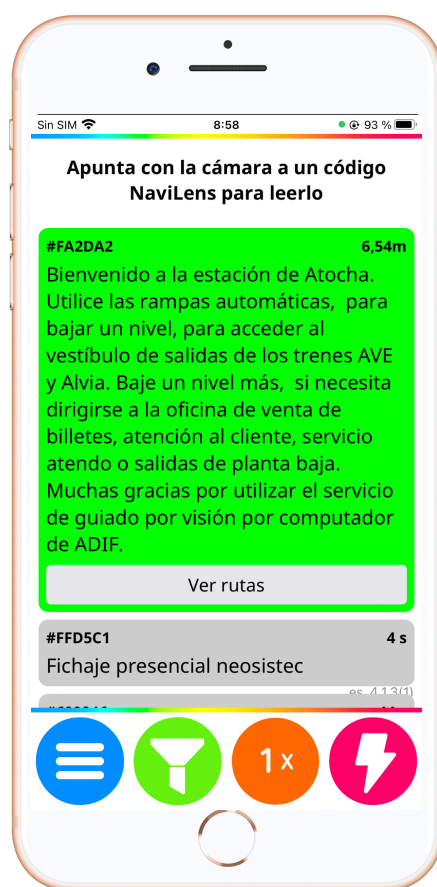 Sin SIM 8:58 93 %
Apunta con la cámara a un código
NaviLens para leerlo
#FA2DA2 6,54m
Bienvenido a la estación de Atocha.
Utilice las rampas automáticas, para
bajar un nivel, para acceder al
vestíbulo de salidas de los trenes AVE
y Alvia. Baje un nivel más, si necesita
dirigirse a la oficina de venta de
billetes, atención al cliente, servicio
atendo o salidas de planta baja.
Muchas gracias por utilizar el servicio
de guiado por visión por computador
de ADIF.
Ver rutas
#FFD5C1 4 s
Fichaje presencial neosistec
es 4.1.3(1)
1 x